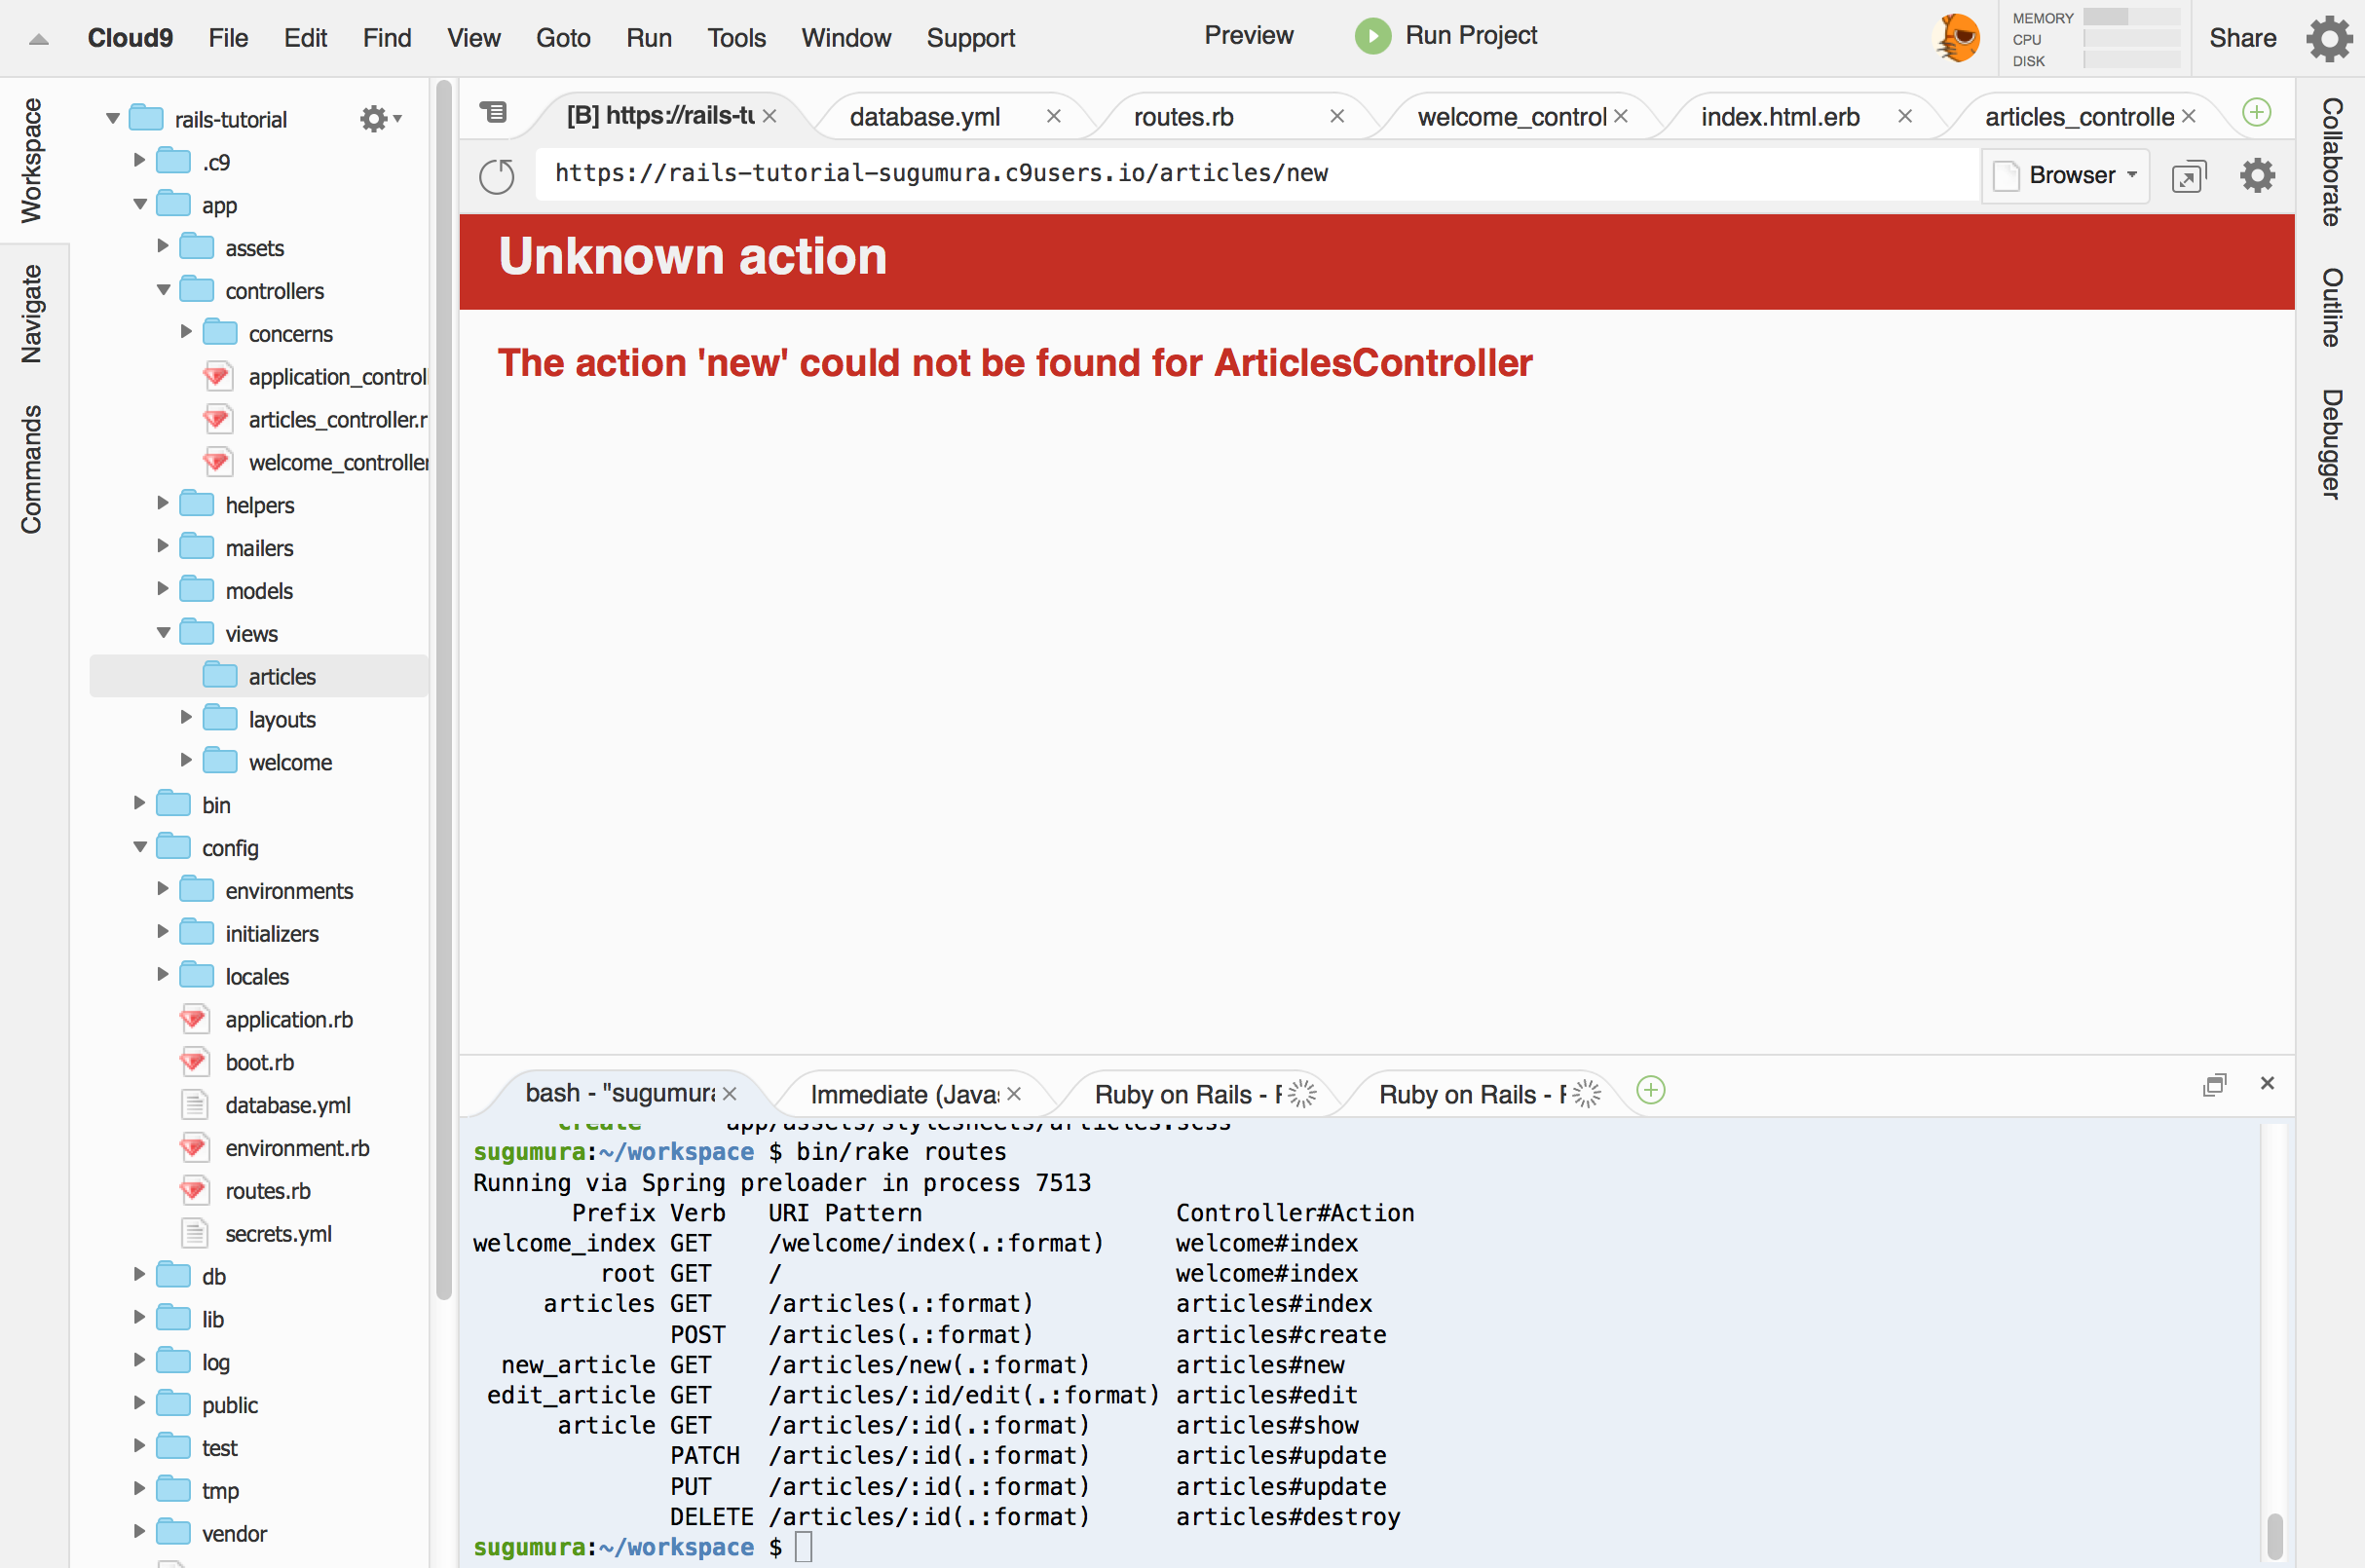 Cloud9 File Edit Find View Goto Run Tools Window Support Preview Run Project MEMORY CPU DISK Share
Workspace
Navigate
Commands
rails-tutorial
.c9
app
assets
controllers
concerns
application_control
articles_controller.r
welcome_controller
helpers
mailers
models
views
articles
layouts
welcome
bin
config
environments
initializers
locales
application.rb
boot.rb
database.yml
environment.rb
routes.rb
secrets.yml
db
lib
log
public
test
tmp
vendor
[B] https://rails-tu database.yml routes.rb welcome_control index.html.erb articles_controlle
https://rails-tutorial-sugumura.c9users.io/articles/new Browser
Unknown action
The action 'new' could not be found for ArticlesController
Collaborate
Outline
Debugger
bash - "sugumura Immediate (Javas Ruby on Rails - R Ruby on Rails - R
create app/assets/stylesheets/articles.scss
sugumura:~/workspace $ bin/rake routes
Running via Spring preloader in process 7513
Prefix Verb URI Pattern Controller#Action
welcome_index GET /welcome/index(.:format) welcome#index
root GET / welcome#index
articles GET /articles(.:format) articles#index
POST /articles(.:format) articles#create
new_article GET /articles/new(.:format) articles#new
edit_article GET /articles/:id/edit(.:format) articles#edit
article GET /articles/:id(.:format) articles#show
PATCH /articles/:id(.:format) articles#update
PUT /articles/:id(.:format) articles#update
DELETE /articles/:id(.:format) articles#destroy
sugumura:~/workspace $